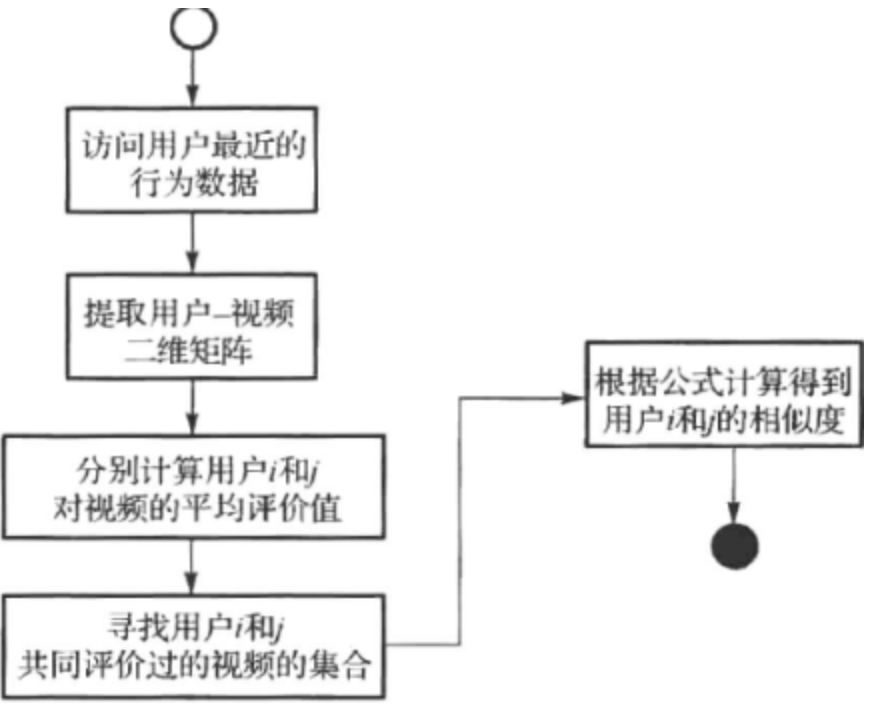 访问用户最近的
行为数据
提取用户–视频
二维矩阵
分别计算用户i和j
对视频的平均评价值
寻找用户i和j
共同评价过的视频的集合
根据公式计算得到
用户i和j的相似度